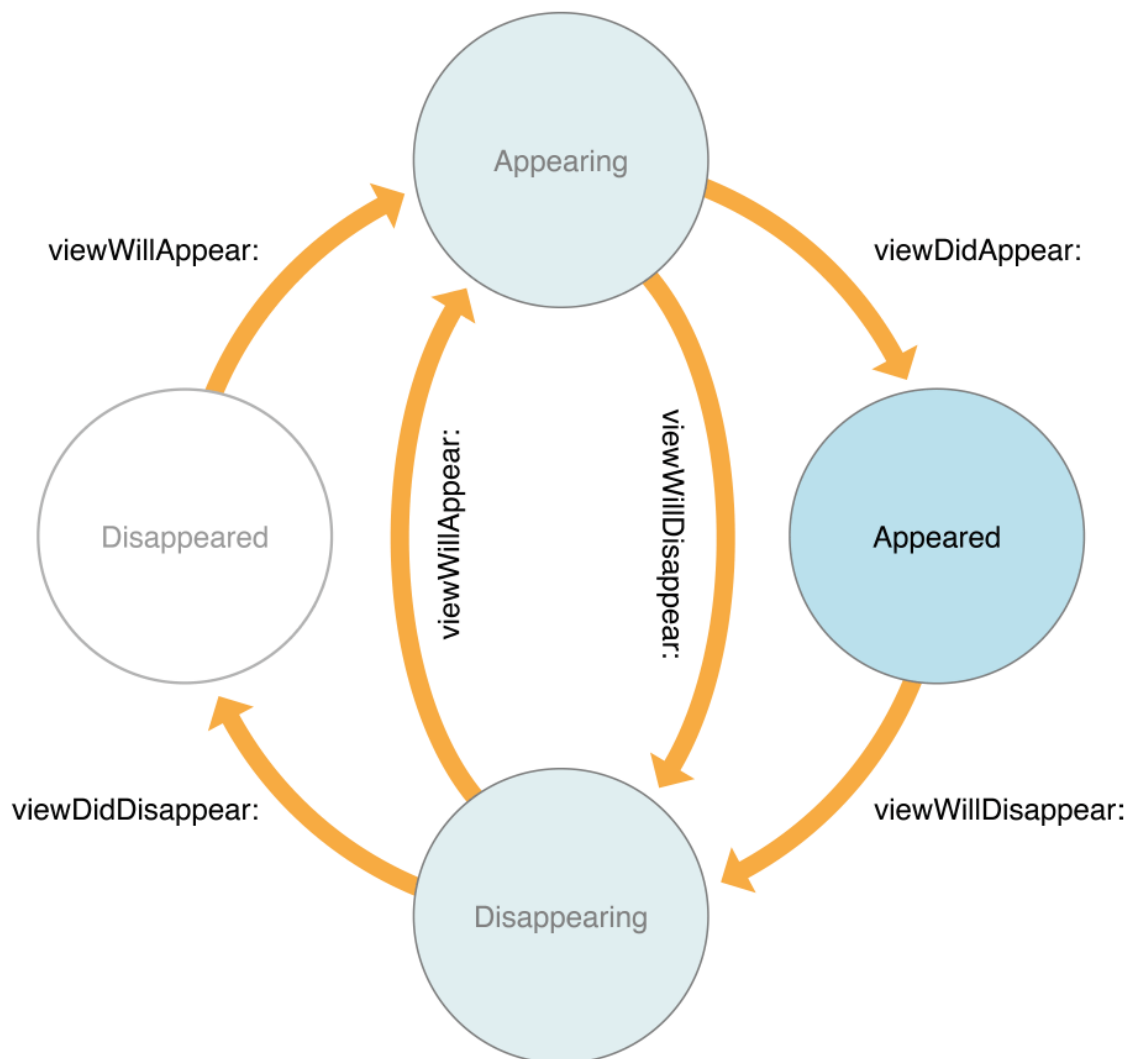 Appearing
viewWillAppear:
viewDidAppear:
viewWillAppear:
viewWillDisappear:
Disappeared
Appeared
viewDidDisappear:
viewWillDisappear:
Disappearing